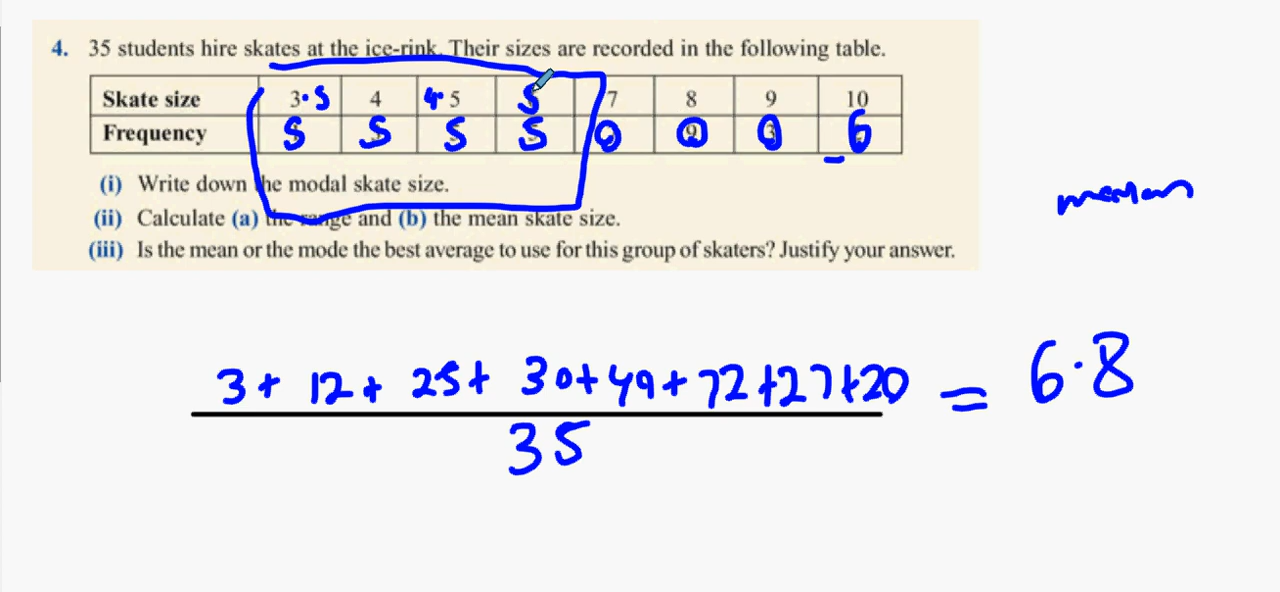 4. 35 students hire skates at the ice-rink. Their sizes are recorded in the following table.
Skate size 3.5 4 4.5 5 7 8 9 10
Frequency 5 5 5 5 0 0 0 6
(i) Write down the modal skate size.
(ii) Calculate (a) the range and (b) the mean skate size.
(iii) Is the mean or the mode the best average to use for this group of skaters? Justify your answer.
3 + 12 + 25 + 30 + 49 + 72 + 27 + 20 = 6.8
35